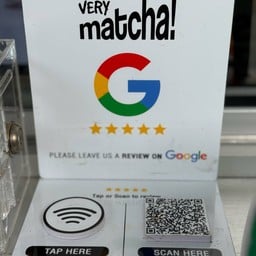 VERY
matcha!
G
PLEASE LEAVE US A REVIEW ON Google
Tap or Scan to review
TAP HERE
SCAN HERE